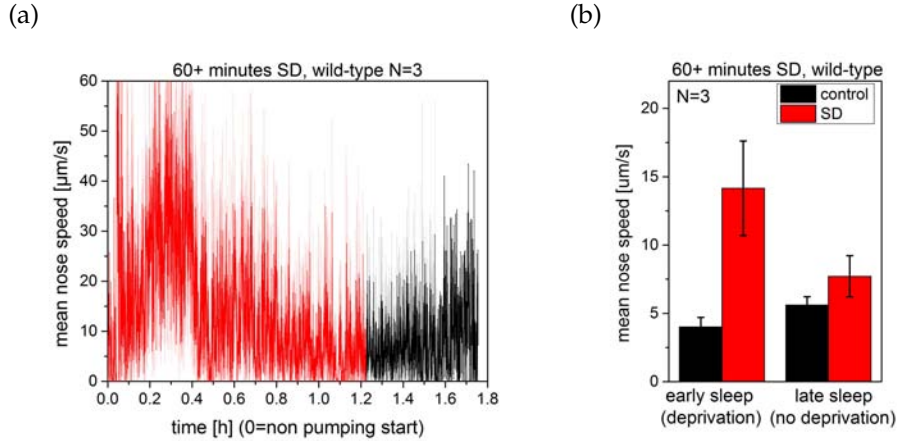 (a)
60+ minutes SD, wild-type N=3
mean nose speed [µm/s]
60
50
40
30
20
10
0
0.0 0.2 0.4 0.6 0.8 1.0 1.2 1.4 1.6 1.8
time [h] (0=non pumping start)
(b)
60+ minutes SD, wild-type
N=3
control
SD
mean nose speed [um/s]
20
15
10
5
0
early sleep late sleep
(deprivation) (no deprivation)